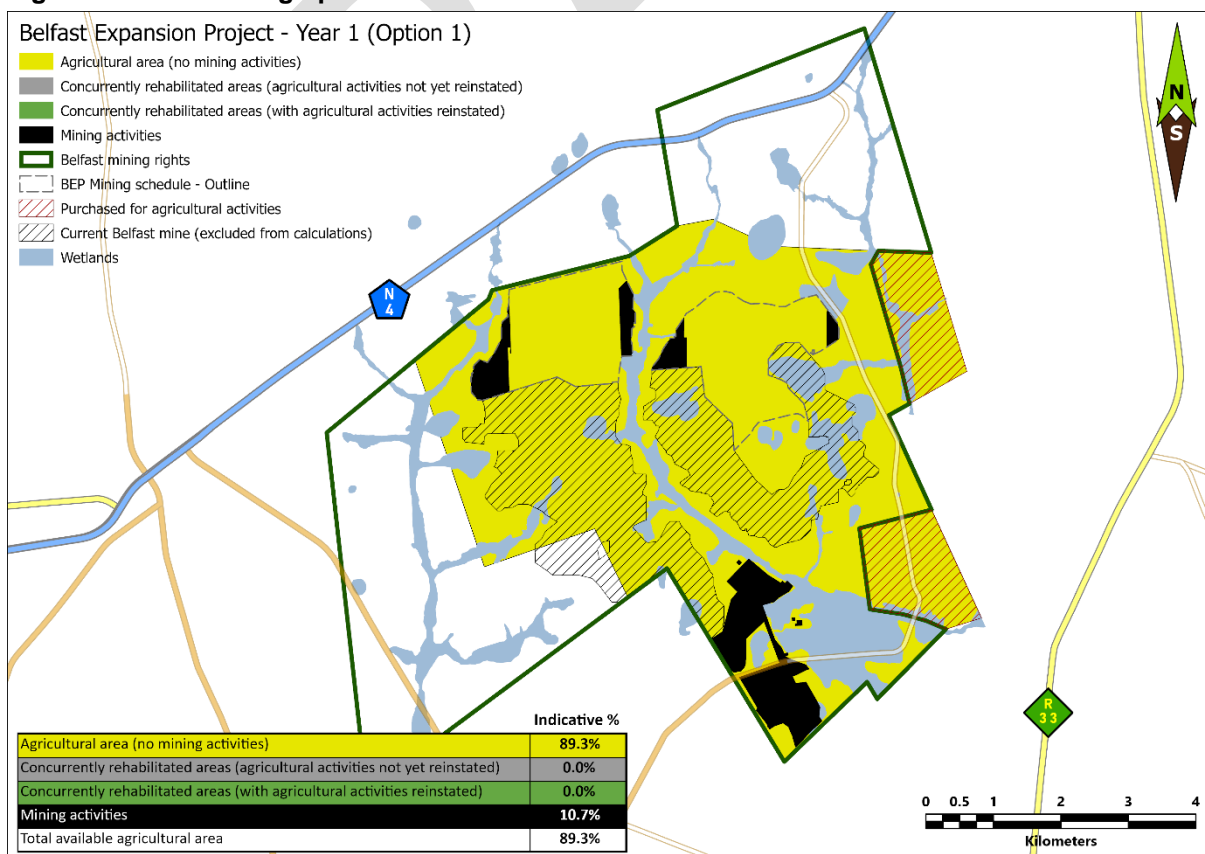 Belfast Expansion Project - Year 1 (Option 1)
Agricultural area (no mining activities)
Concurrently rehabilitated areas (agricultural activities not yet reinstated)
Concurrently rehabilitated areas (with agricultural activities reinstated)
Mining activities
Belfast mining rights
BEP Mining schedule - Outline
Purchased for agricultural activities
Current Belfast mine (excluded from calculations)
Wetlands
N
S
N
4
R
33
Indicative %
Agricultural area (no mining activities) 89.3%
Concurrently rehabilitated areas (agricultural activities not yet reinstated) 0.0%
Concurrently rehabilitated areas (with agricultural activities reinstated) 0.0%
Mining activities 10.7%
Total available agricultural area 89.3%
0 0.5 1 2 3 4
Kilometers